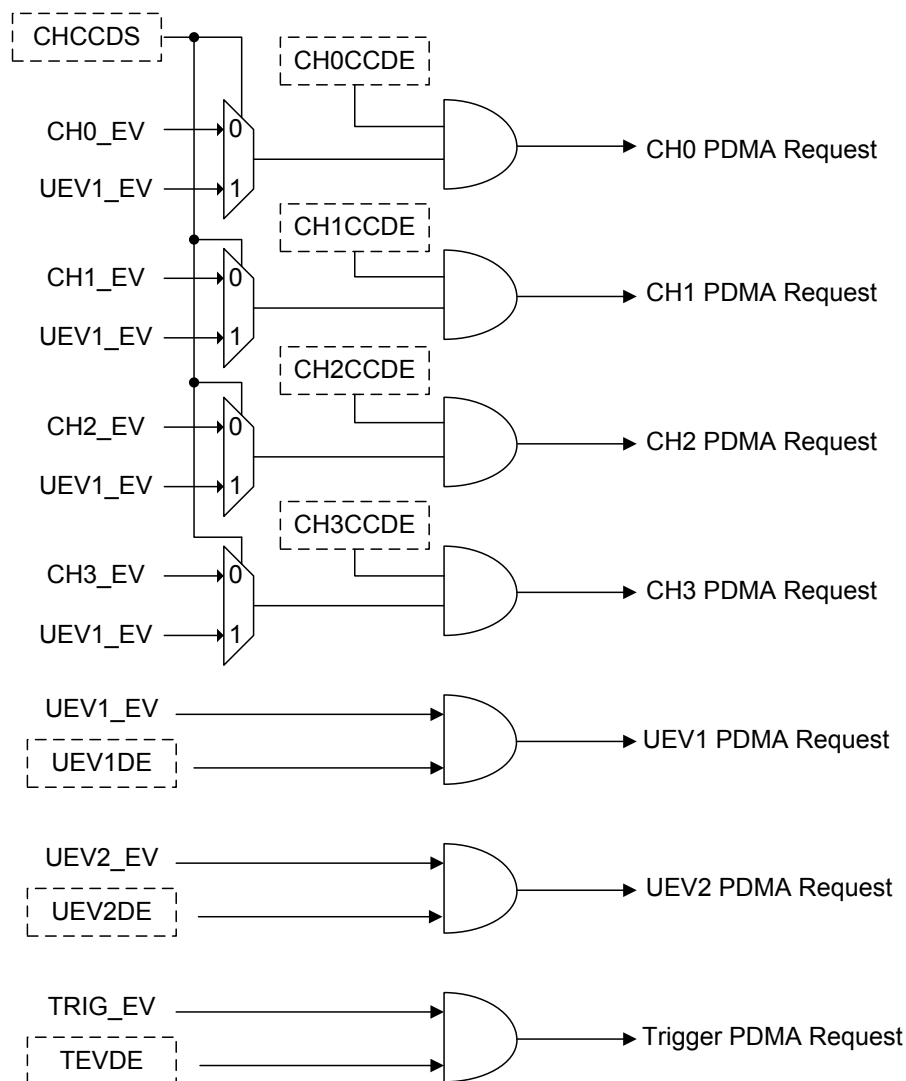 CHCCDS
CH0CCDE
CH0_EV
0
CH0 PDMA Request
UEV1_EV
1
CH1CCDE
CH1_EV
0
CH1 PDMA Request
UEV1_EV
1
CH2CCDE
CH2_EV
0
CH2 PDMA Request
UEV1_EV
1
CH3CCDE
CH3_EV
0
CH3 PDMA Request
UEV1_EV
1
UEV1_EV
UEV1 PDMA Request
UEV1DE
UEV2_EV
UEV2 PDMA Request
UEV2DE
TRIG_EV
Trigger PDMA Request
TEVDE